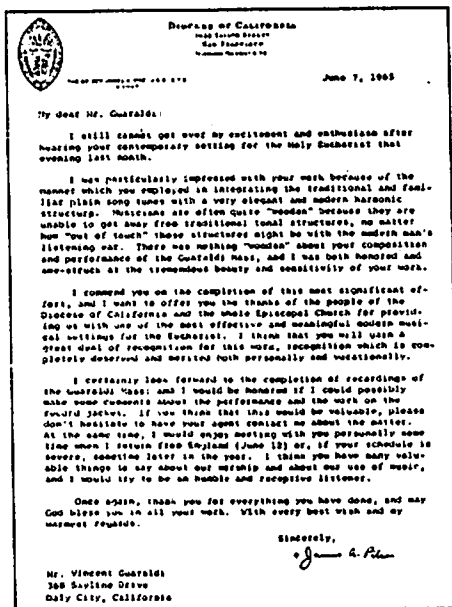 DIOCESE OF CALIFORNIA
SAN FRANCISCO
June 7, 1965
My dear Mr. Guaraldi:
I still cannot get over my excitement and enthusiasm after
hearing your contemporary setting for the Holy Eucharist that
evening last month.
I was particularly impressed with your work because of the
manner which you employed in integrating the traditional and fami-
liar plain song tunes with a very elegant and modern harmonic
structure. Musicians are often quite "wooden" because they are
unable to get away from traditional tonal structures, no matter
how "out of touch" those structures might be with the modern man's
listening ear. There was nothing "wooden" about your composition
and performance of the Guaraldi Mass, and I was both honored and
awe-struck at the tremendous beauty and sensitivity of your work.
I commend you on the completion of this most significant ef-
fort, and I want to offer you the thanks of the people of the
Diocese of California and the whole Episcopal Church for provid-
ing us with one of the most effective and meaningful modern musi-
cal settings for the Eucharist. I think that you will gain a
great deal of recognition for this work, recognition which is com-
pletely deserved and merited both personally and vocationally.
I certainly look forward to the completion of recordings of
the Guaraldi Mass; and I would be honored if I could possibly
make some comments about the performance and the work on the
record jacket. If you think that this would be valuable, please
don't hesitate to have your agent contact me about the matter.
At the same time, I would enjoy meeting with you personally some
time when I return from England (June 12) or, if your schedule is
severe, sometime later in the year. I think you have many valu-
able things to say about our worship and about our use of music,
and I would try to be an humble and receptive listener.
Once again, thank you for everything you have done, and may
God bless you in all your work. With every best wish and my
warmest regards.
Sincerely,
+ James A. Pike
Mr. Vincent Guaraldi
368 Skyline Drive
Daly City, California